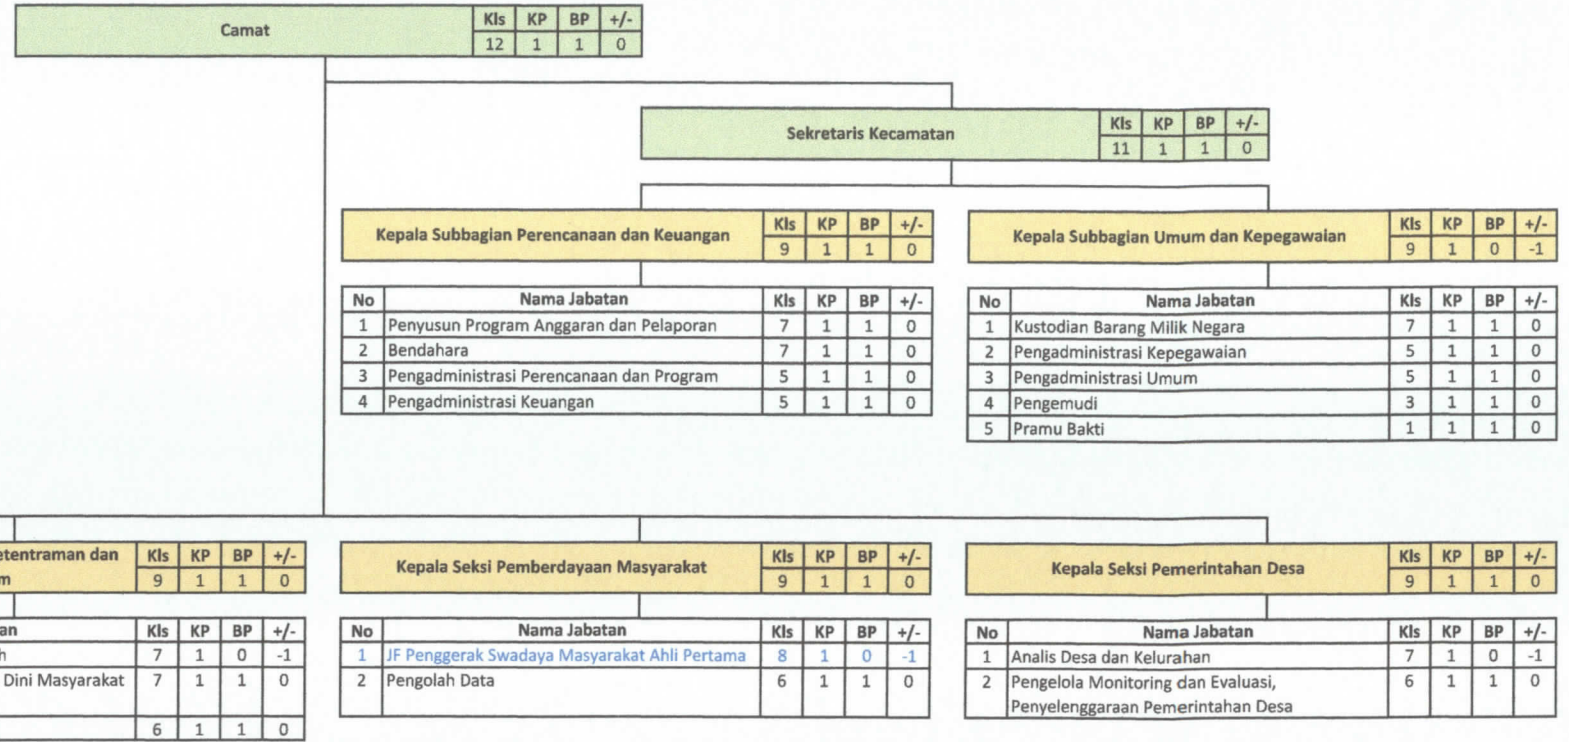 Camat Kls KP BP +/-
12 1 1 0
Sekretaris Kecamatan Kls KP BP +/-
11 1 1 0
Kepala Subbagian Perencanaan dan Keuangan Kls KP BP +/-
9 1 1 0
No Nama Jabatan Kls KP BP +/-
1 Penyusun Program Anggaran dan Pelaporan 7 1 1 0
2 Bendahara 7 1 1 0
3 Pengadministrasi Perencanaan dan Program 5 1 1 0
4 Pengadministrasi Keuangan 5 1 1 0
Kepala Subbagian Umum dan Kepegawaian Kls KP BP +/-
9 1 0 -1
No Nama Jabatan Kls KP BP +/-
1 Kustodian Barang Milik Negara 7 1 1 0
2 Pengadministrasi Kepegawaian 5 1 1 0
3 Pengadministrasi Umum 5 1 1 0
4 Pengemudi 3 1 1 0
5 Pramu Bakti 1 1 1 0
etentraman dan Kls KP BP +/-
m 9 1 1 0
an Kls KP BP +/-
h 7 1 0 -1
Dini Masyarakat 7 1 1 0
6 1 1 0
Kepala Seksi Pemberdayaan Masyarakat Kls KP BP +/-
9 1 1 0
No Nama Jabatan Kls KP BP +/-
1 JF Penggerak Swadaya Masyarakat Ahli Pertama 8 1 0 -1
2 Pengolah Data 6 1 1 0
Kepala Seksi Pemerintahan Desa Kls KP BP +/-
9 1 1 0
No Nama Jabatan Kls KP BP +/-
1 Analis Desa dan Kelurahan 7 1 0 -1
2 Pengelola Monitoring dan Evaluasi, 6 1 1 0
Penyelenggaraan Pemerintahan Desa